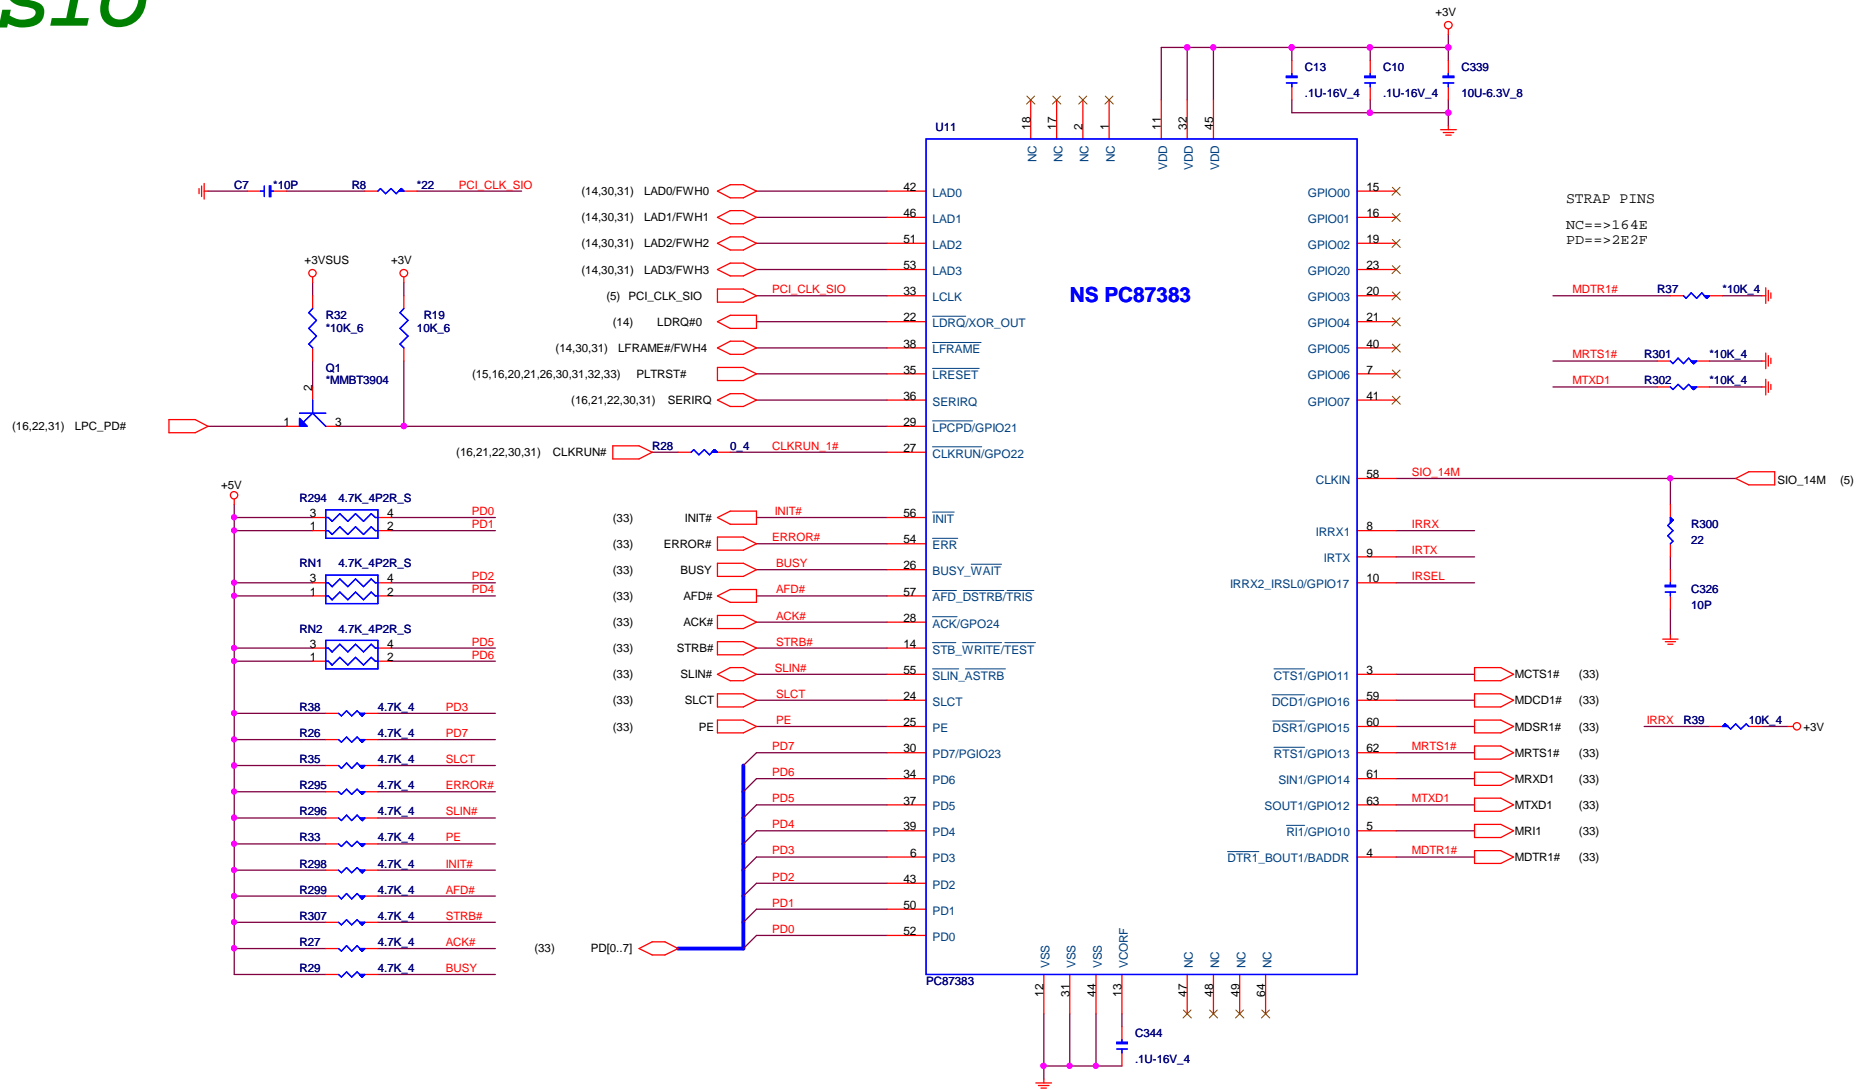 SIO
+3V
C13
.1U-16V_4
C10
.1U-16V_4
C339
10U-6.3V_8
U11
18 17 2 1 11 32 45
NC NC NC NC VDD VDD VDD
C7 *10P R8 *22 PCI_CLK_SIO
(14,30,31) LAD0/FWH0 42 LAD0
(14,30,31) LAD1/FWH1 46 LAD1
(14,30,31) LAD2/FWH2 51 LAD2
(14,30,31) LAD3/FWH3 53 LAD3
(5) PCI_CLK_SIO PCI_CLK_SIO 33 LCLK
(14) LDRQ#0 22 LDRQ/XOR_OUT
(14,30,31) LFRAME#/FWH4 38 LFRAME
(15,16,20,21,26,30,31,32,33) PLTRST# 35 LRESET
(16,21,22,30,31) SERIRQ 36 SERIRQ
(16,22,31) LPC_PD# 1 3 29 LPCPD/GPIO21
(16,21,22,30,31) CLKRUN# R28 0_4 CLKRUN_1# 27 CLKRUN/GPO22
+3VSUS
+3V
R32
*10K_6
R19
10K_6
Q1
*MMBT3904
2
NS PC87383
GPIO00 15
GPIO01 16
GPIO02 19
GPIO20 23
GPIO03 20
GPIO04 21
GPIO05 40
GPIO06 7
GPIO07 41
STRAP PINS
NC==>164E
PD==>2E2F
MDTR1# R37 *10K_4
MRTS1# R301 *10K_4
MTXD1 R302 *10K_4
CLKIN 58 SIO_14M SIO_14M (5)
IRRX1 8 IRRX
IRTX 9 IRTX
IRRX2_IRSL0/GPIO17 10 IRSEL
R300
22
C326
10P
+5V
R294 4.7K_4P2R_S
3 4 PD0
1 2 PD1
RN1 4.7K_4P2R_S
3 4 PD2
1 2 PD4
RN2 4.7K_4P2R_S
3 4 PD5
1 2 PD6
R38 4.7K_4 PD3
R26 4.7K_4 PD7
R35 4.7K_4 SLCT
R295 4.7K_4 ERROR#
R296 4.7K_4 SLIN#
R33 4.7K_4 PE
R298 4.7K_4 INIT#
R299 4.7K_4 AFD#
R307 4.7K_4 STRB#
R27 4.7K_4 ACK#
R29 4.7K_4 BUSY
(33) INIT# INIT# 56 INIT
(33) ERROR# ERROR# 54 ERR
(33) BUSY BUSY 26 BUSY_WAIT
(33) AFD# AFD# 57 AFD_DSTRB/TRIS
(33) ACK# ACK# 28 ACK/GPO24
(33) STRB# STRB# 14 STB_WRITE/TEST
(33) SLIN# SLIN# 55 SLIN_ASTRB
(33) SLCT SLCT 24 SLCT
(33) PE PE 25 PE
PD7 30 PD7/PGIO23
PD6 34 PD6
PD5 37 PD5
PD4 39 PD4
PD3 6 PD3
PD2 43 PD2
PD1 50 PD1
PD0 52 PD0
(33) PD[0..7]
CTS1/GPIO11 3 MCTS1# (33)
DCD1/GPIO16 59 MDCD1# (33)
DSR1/GPIO15 60 MDSR1# (33)
RTS1/GPIO13 62 MRTS1# MRTS1# (33)
SIN1/GPIO14 61 MRXD1 (33)
SOUT1/GPIO12 63 MTXD1 MTXD1 (33)
RI1/GPIO10 5 MRI1 (33)
DTR1_BOUT1/BADDR 4 MDTR1# MDTR1# (33)
IRRX R39 10K_4 +3V
VSS VSS VSS VCORF NC NC NC NC
PC87383
12 31 44 13 47 48 49 64
C344
.1U-16V_4